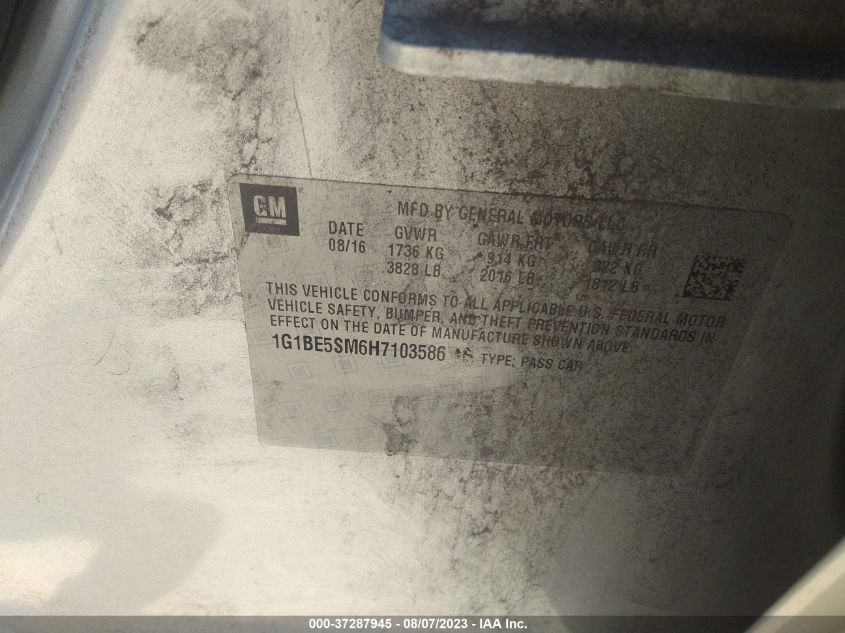 GM
MFD BY GENERAL MOTORS LLC
DATE GVWR GAWR FRT GAWR RR
08/16 1736 KG 914 KG 822 KG
3828 LB 2016 LB 1812 LB
THIS VEHICLE CONFORMS TO ALL APPLICABLE U.S. FEDERAL MOTOR
VEHICLE SAFETY, BUMPER, AND THEFT PREVENTION STANDARDS IN
EFFECT ON THE DATE OF MANUFACTURE SHOWN ABOVE.
1G1BE5SM6H7103586 TYPE: PASS CAR
000-37287945 - 08/07/2023 - IAA Inc.